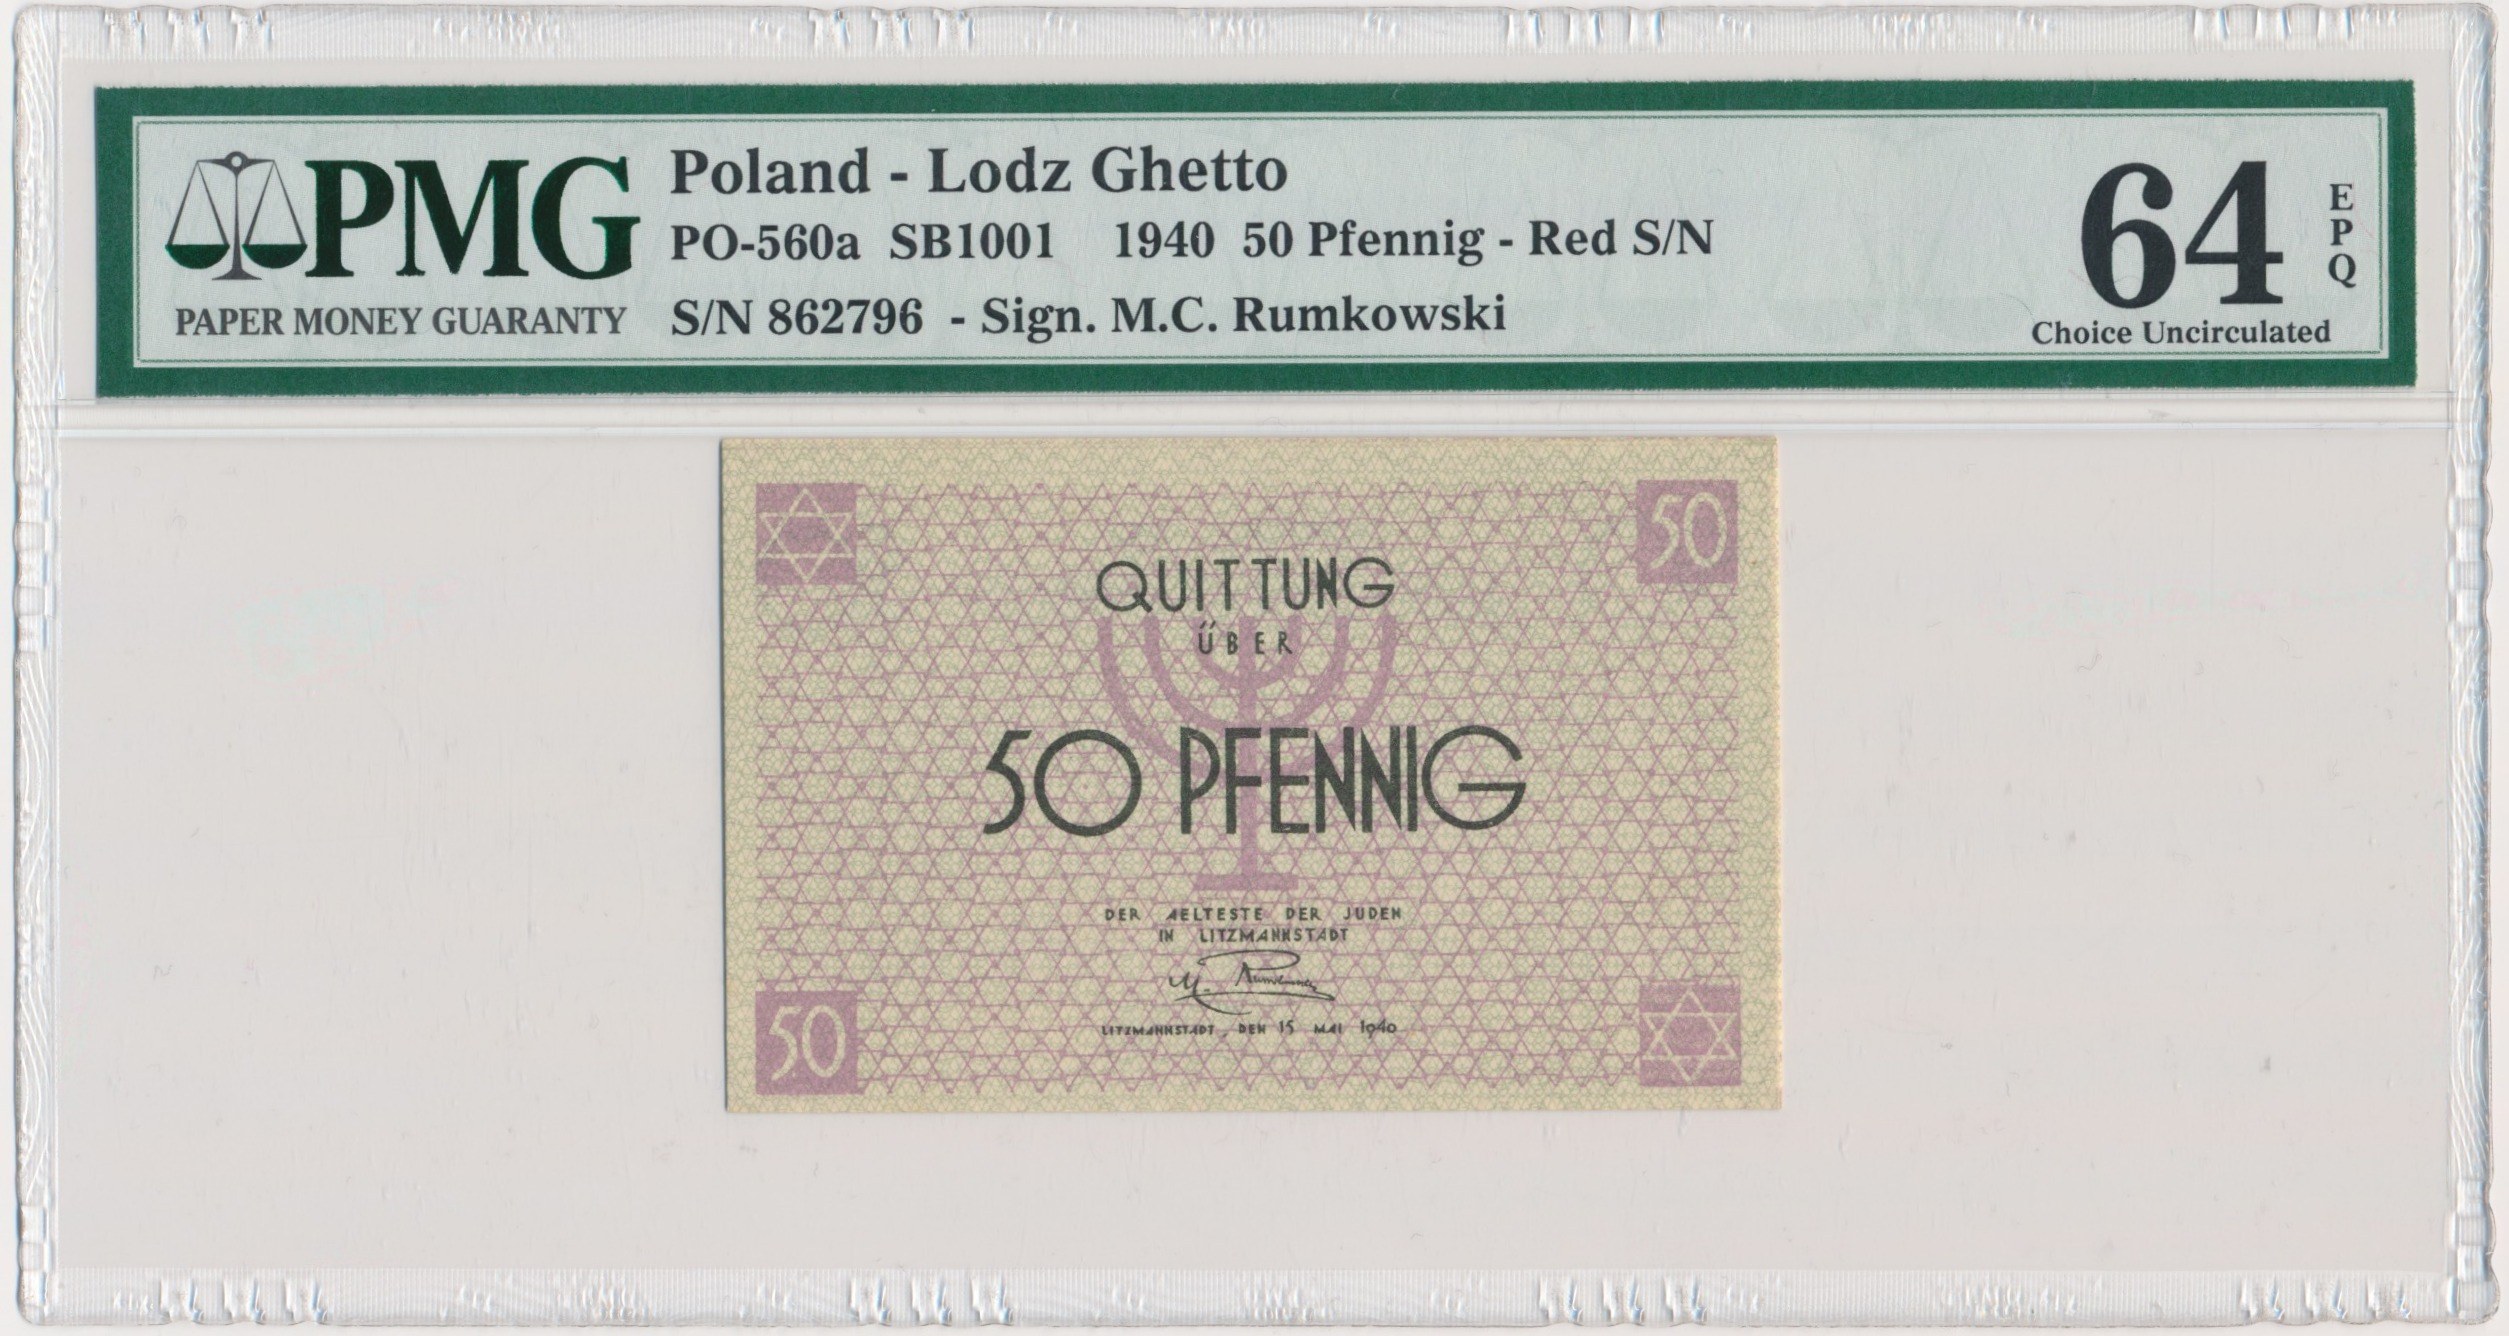 PMG
PAPER MONEY GUARANTY
Poland - Lodz Ghetto
PO-560a SB1001 1940 50 Pfennig - Red S/N
S/N 862796 - Sign. M.C. Rumkowski
64
EPQ
Choice Uncirculated
50
QUITTUNG
ÜBER
50 PFENNIG
DER AELTESTE DER JUDEN
IN LITZMANNSTADT
M. Rumkowski
LITZMANNSTADT, DEN 15 MAI 1940
50